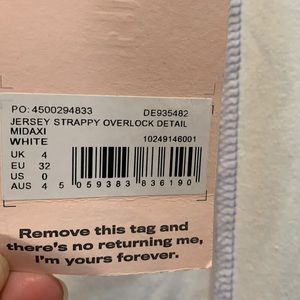 PO: 4500294833 DE935482
JERSEY STRAPPY OVERLOCK DETAIL
MIDAXI
WHITE 10249146001
UK 4
EU 32
US 0
AUS 4
5 059383 836190
Remove this tag and
there's no returning me,
I'm yours forever.